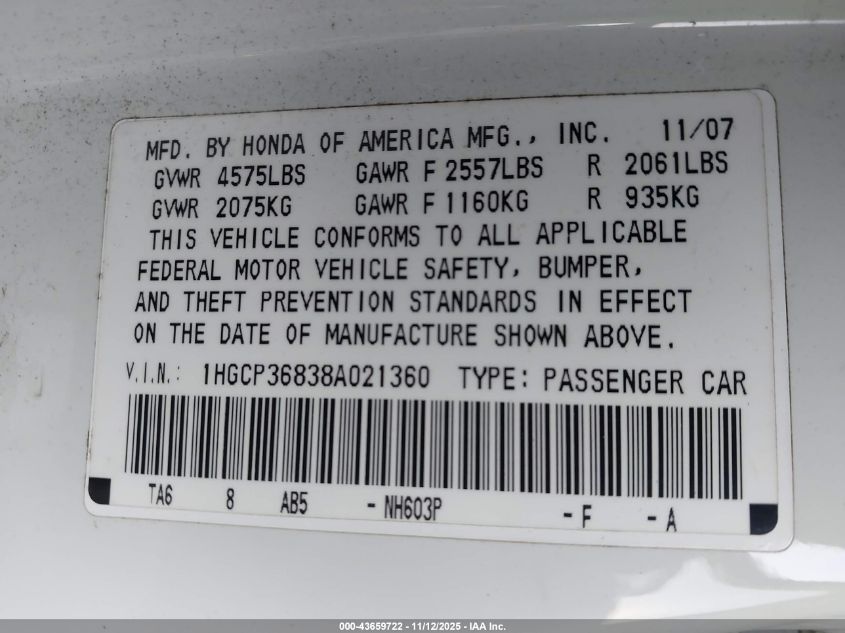 MFD. BY HONDA OF AMERICA MFG., INC. 11/07
GVWR 4575LBS GAWR F 2557LBS R 2061LBS
GVWR 2075KG GAWR F 1160KG R 935KG
THIS VEHICLE CONFORMS TO ALL APPLICABLE
FEDERAL MOTOR VEHICLE SAFETY, BUMPER,
AND THEFT PREVENTION STANDARDS IN EFFECT
ON THE DATE OF MANUFACTURE SHOWN ABOVE.
V.I.N.: 1HGCP36838A021360 TYPE: PASSENGER CAR
TA6 8 AB5 -NH603P -F -A
000-43659722 - 11/12/2025 - IAA Inc.